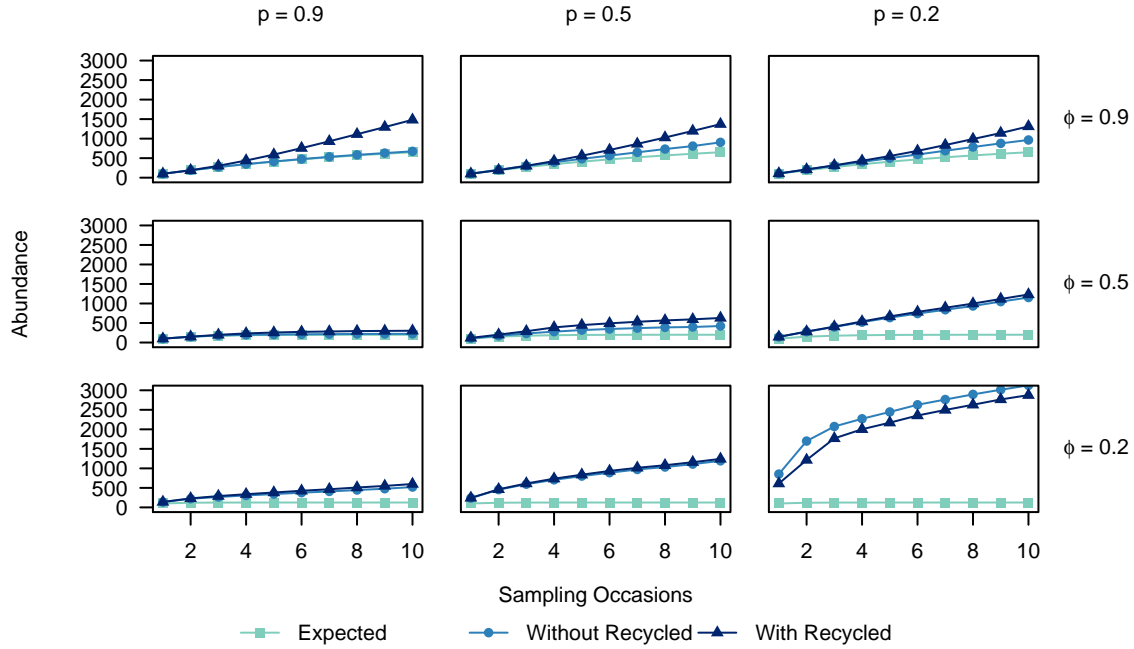 p = 0.9 p = 0.5 p = 0.2
3000
2500
2000
1500
1000
500
0
ϕ = 0.9
3000
2500
2000
1500
1000
500
0
ϕ = 0.5
Abundance
3000
2500
2000
1500
1000
500
0
ϕ = 0.2
2 4 6 8 10 2 4 6 8 10 2 4 6 8 10
Sampling Occasions
Expected Without Recycled With Recycled